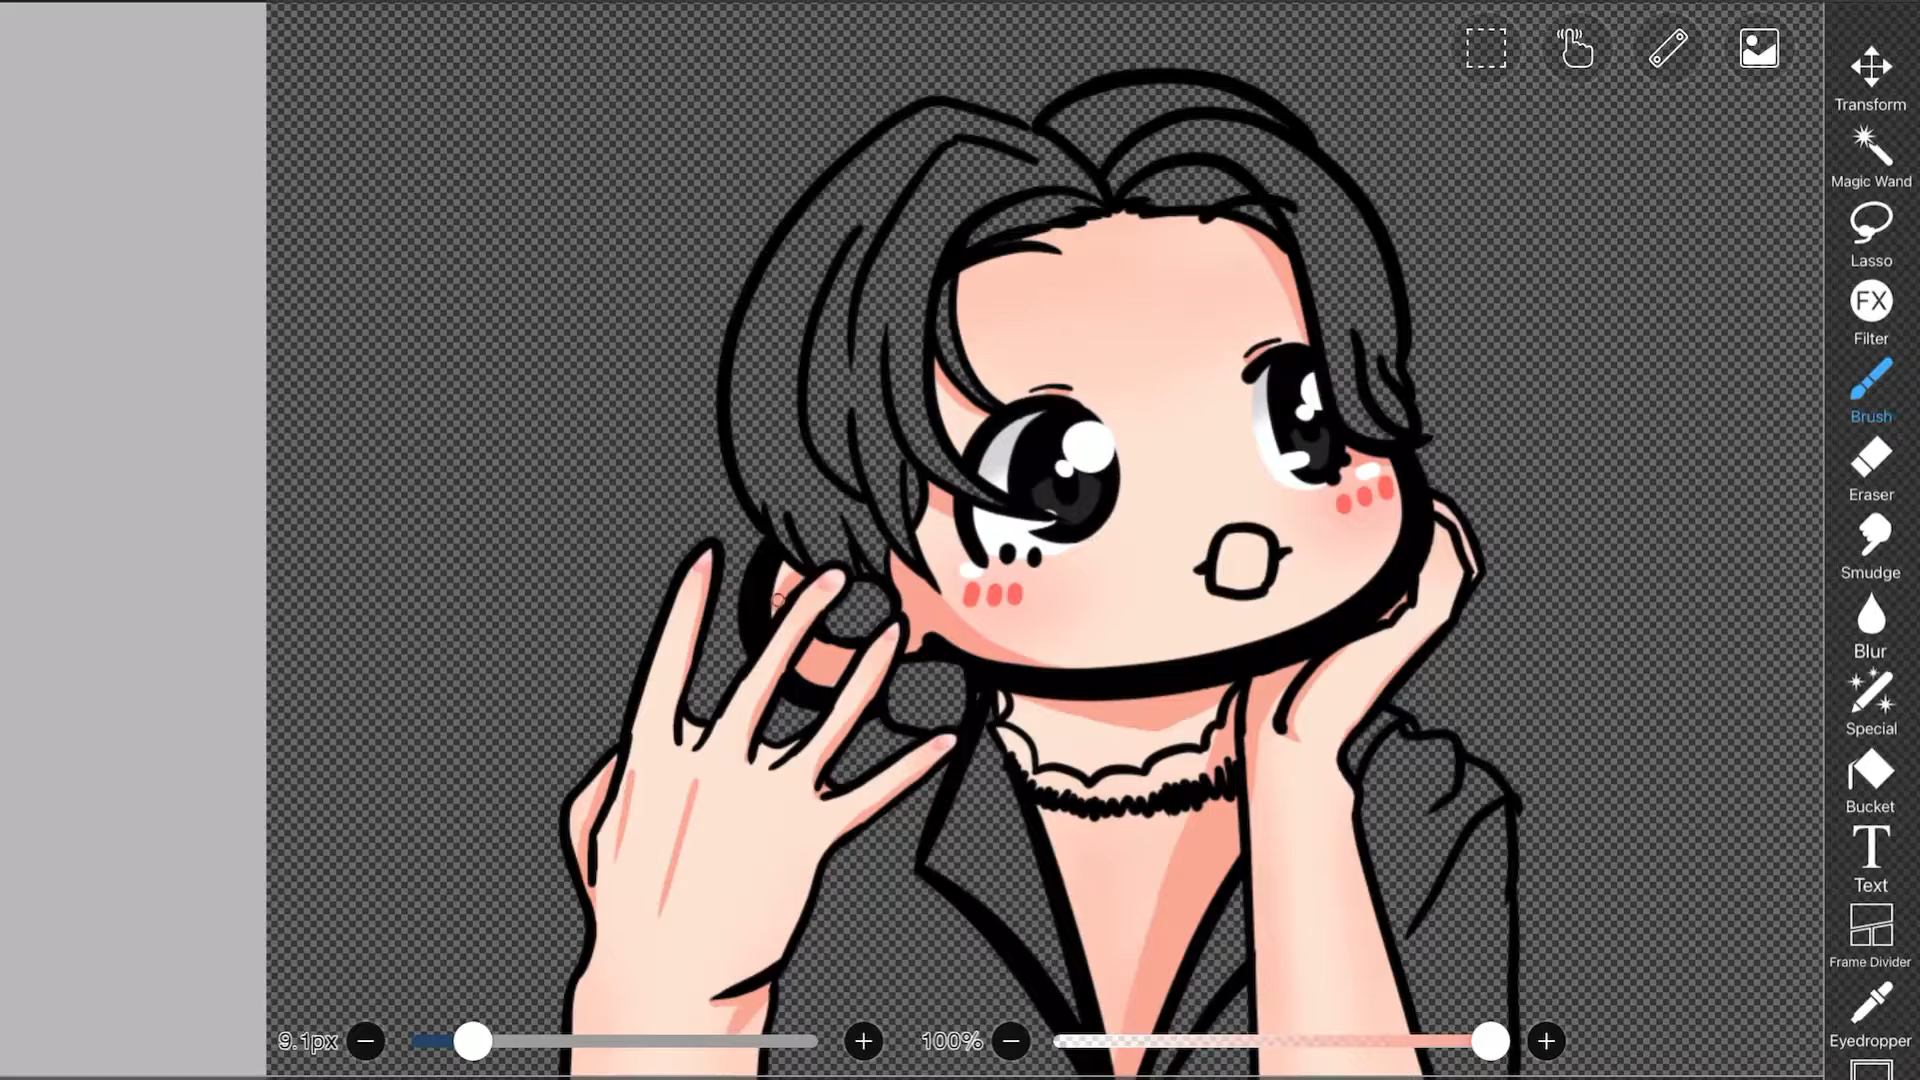 Transform
Magic Wand
Lasso
FX
Filter
Brush
Eraser
Smudge
Blur
Special
Bucket
T
Text
Frame Divider
Eyedropper
9.1px
100%